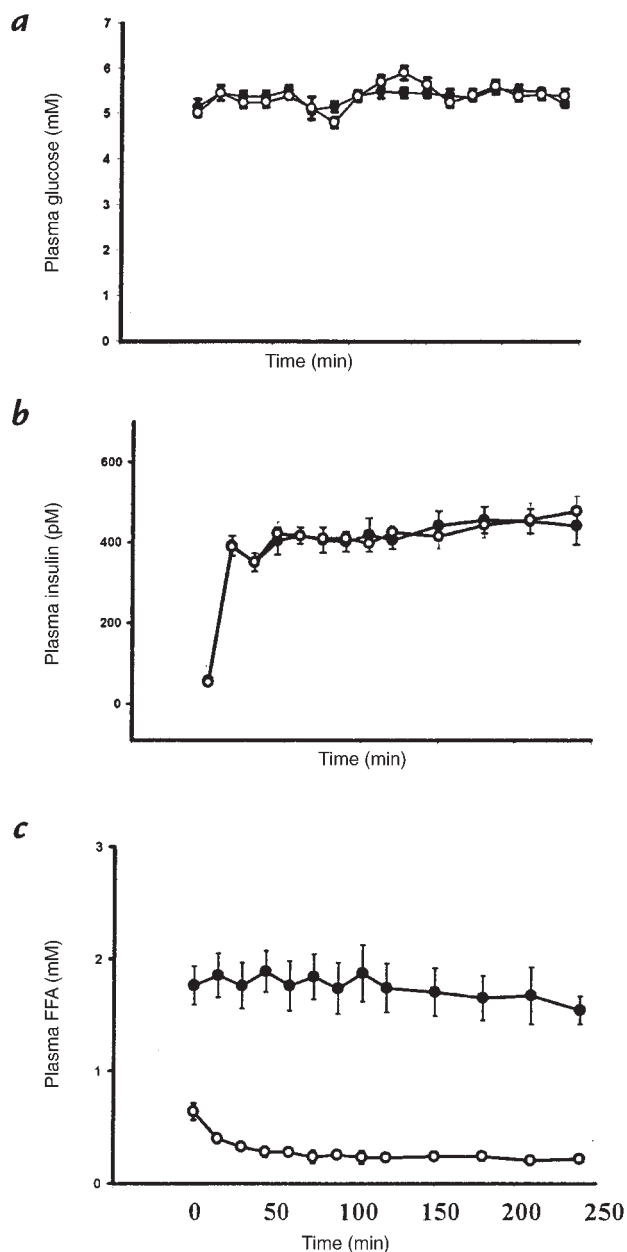 a
Plasma glucose (mM)
7
6
5
4
3
2
1
0
Time (min)
b
Plasma insulin (pM)
600
400
200
0
Time (min)
c
Plasma FFA (mM)
3
2
1
0
0 50 100 150 200 250
Time (min)